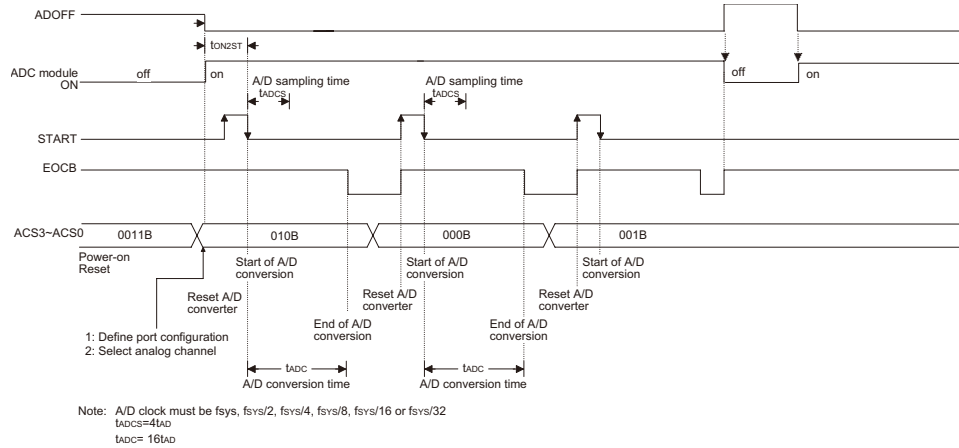 ADOFF
tON2ST
ADC module
ON
off
on
off
on
A/D sampling time
tADCS
A/D sampling time
tADCS
START
EOCB
ACS3~ACS0
0011B
010B
000B
001B
Power-on
Reset
Start of A/D
conversion
Start of A/D
conversion
Start of A/D
conversion
Reset A/D
converter
Reset A/D
converter
Reset A/D
converter
End of A/D
conversion
End of A/D
conversion
1: Define port configuration
2: Select analog channel
tADC
A/D conversion time
tADC
A/D conversion time
Note: A/D clock must be fsys, fSYS/2, fSYS/4, fSYS/8, fSYS/16 or fSYS/32
tADCS=4tAD
tADC= 16tAD